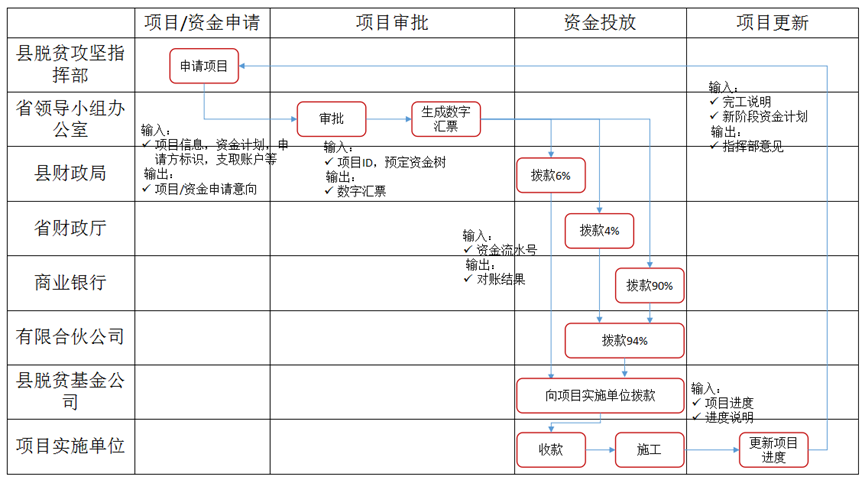 项目/资金申请
项目审批
资金投放
项目更新
县脱贫攻坚指
挥部
申请项目
省领导小组办
公室
审批
生成数字
汇票
输入:
✓ 完工说明
✓ 新阶段资金计划
输出:
✓ 指挥部意见
输入:
✓ 项目信息，资金计划，申
请方标识，支取账户等
输出:
✓ 项目/资金申请意向
输入:
✓ 项目ID，预定资金树
输出:
✓ 数字汇票
县财政局
拨款6%
省财政厅
拨款4%
输入:
✓ 资金流水号
输出:
✓ 对账结果
商业银行
拨款90%
有限合伙公司
拨款94%
县脱贫基金公
司
向项目实施单位拨款
输入:
✓ 项目进度
✓ 进度说明
项目实施单位
收款
施工
更新项目
进度